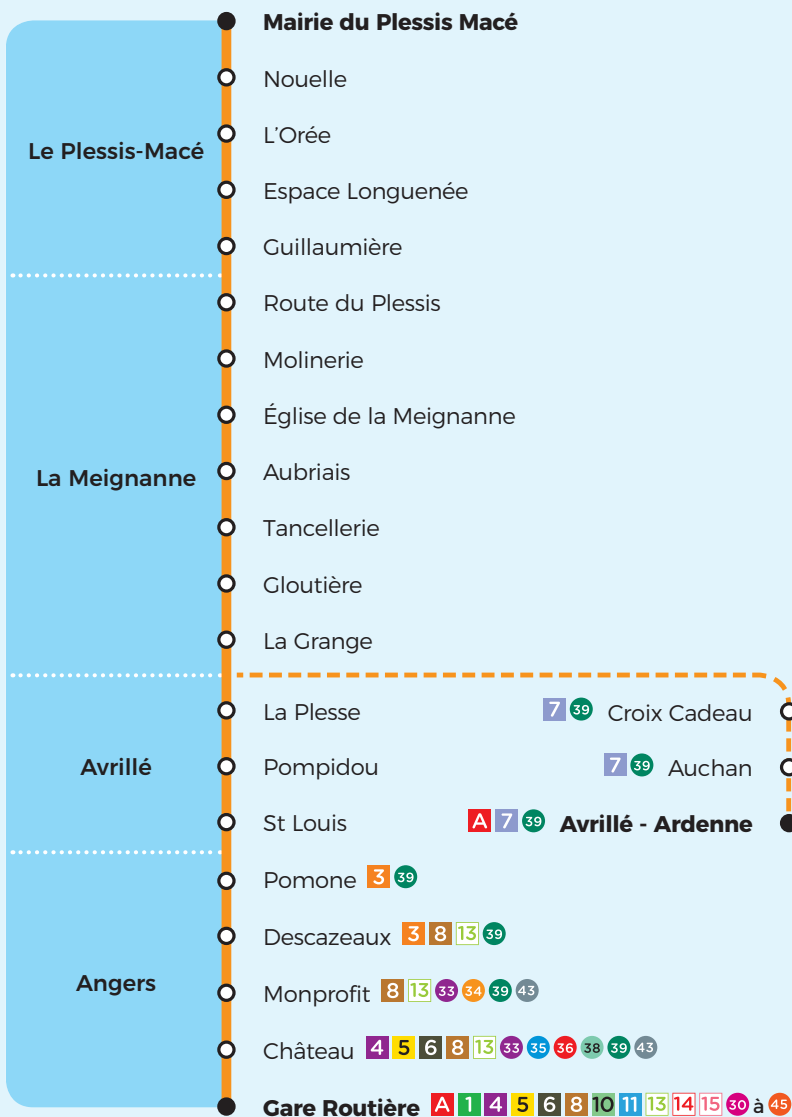 Mairie du Plessis Macé
Nouelle
L'Orée
Le Plessis-Macé
Espace Longuenée
Guillaumière
Route du Plessis
Molinerie
Église de la Meignanne
La Meignanne
Aubriais
Tancellerie
Gloutière
La Grange
La Plesse 7 39 Croix Cadeau
Avrillé Pompidou 7 39 Auchan
St Louis A 7 39 Avrillé - Ardenne
Pomone 3 39
Descazeaux 3 8 13 39
Angers
Monprofit 8 13 33 34 39 43
Château 4 5 6 8 13 33 35 36 38 39 43
Gare Routière A 1 4 5 6 8 10 11 13 14 15 30 à 45